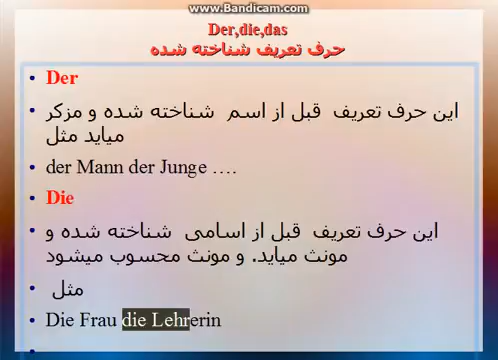 www.Bandicam.com
Der,die,das
حرف تعریف شناخته شده
• Der
• این حرف تعریف قبل از اسم شناخته شده و مزکر
میاید مثل
• der Mann der Junge ….
• Die
• این حرف تعریف قبل از اسامی شناخته شده و
مونث میاید. و مونث محسوب میشود
• مثل
• Die Frau die Lehrerin
•